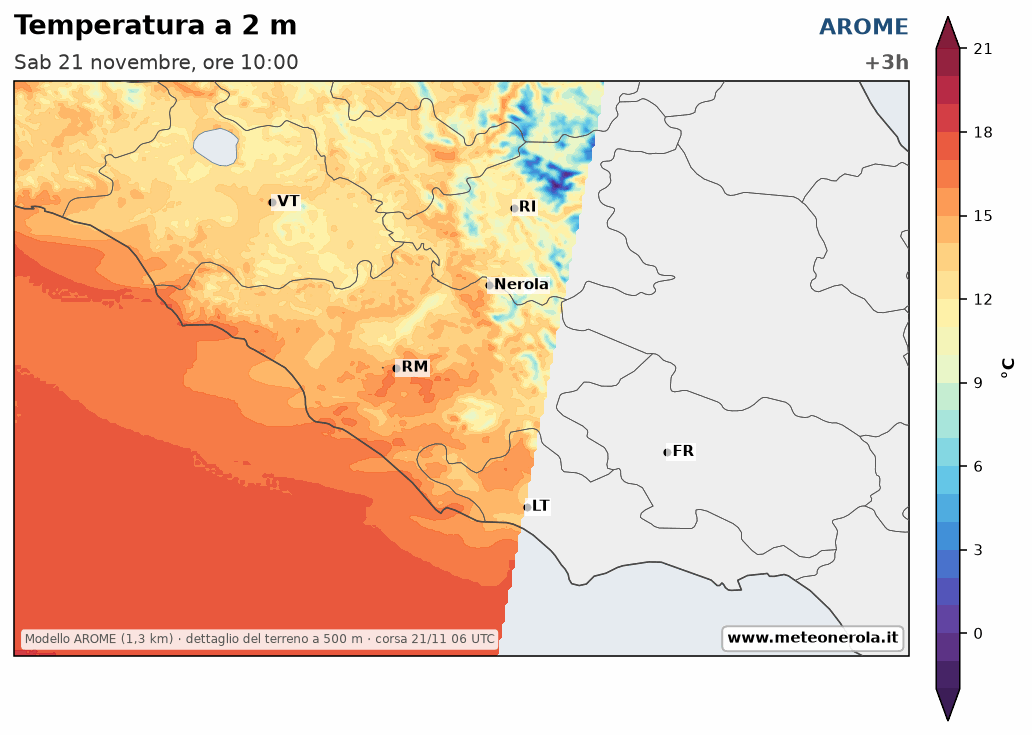 Temperatura a 2 m
AROME
Sab 21 novembre, ore 10:00
+3h
21
18
15
12
9
6
3
0
°C
VT
RI
Nerola
RM
FR
LT
Modello AROME (1,3 km) · dettaglio del terreno a 500 m · corsa 21/11 06 UTC
www.meteonerola.it